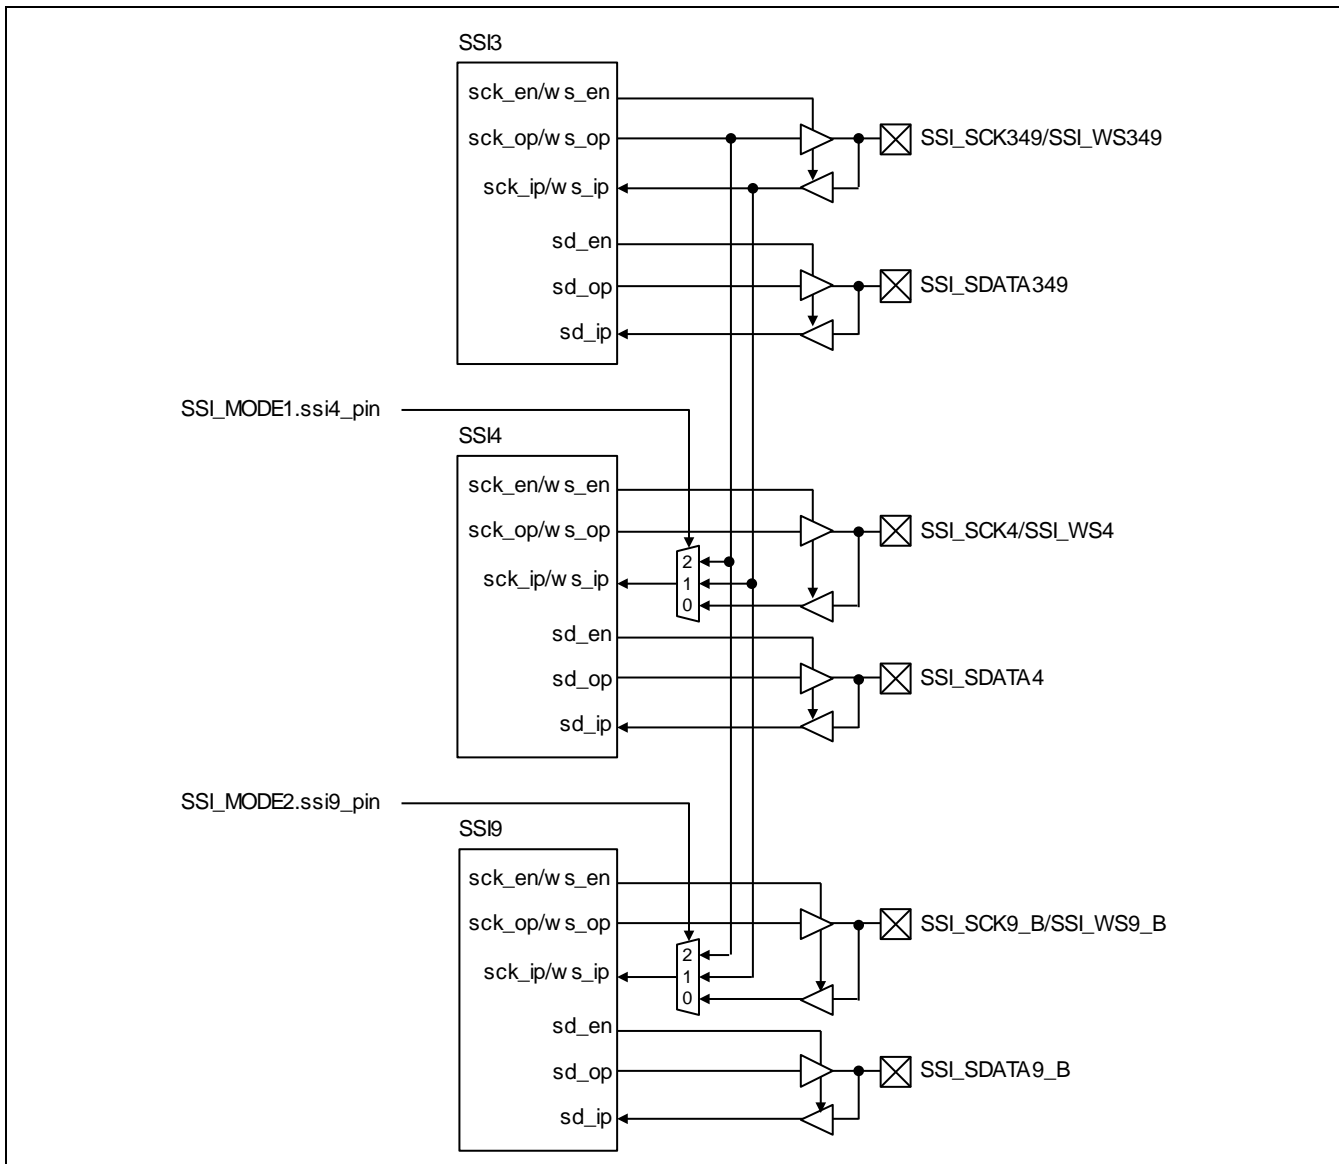 SSI3
sck_en/ws_en
sck_op/ws_op
SSI_SCK349/SSI_WS349
sck_ip/ws_ip
sd_en
sd_op
SSI_SDATA349
sd_ip
SSI_MODE1.ssi4_pin
SSI4
sck_en/ws_en
sck_op/ws_op
SSI_SCK4/SSI_WS4
2
sck_ip/ws_ip
1
0
sd_en
sd_op
SSI_SDATA4
sd_ip
SSI_MODE2.ssi9_pin
SSI9
sck_en/ws_en
sck_op/ws_op
SSI_SCK9_B/SSI_WS9_B
2
sck_ip/ws_ip
1
0
sd_en
sd_op
SSI_SDATA9_B
sd_ip